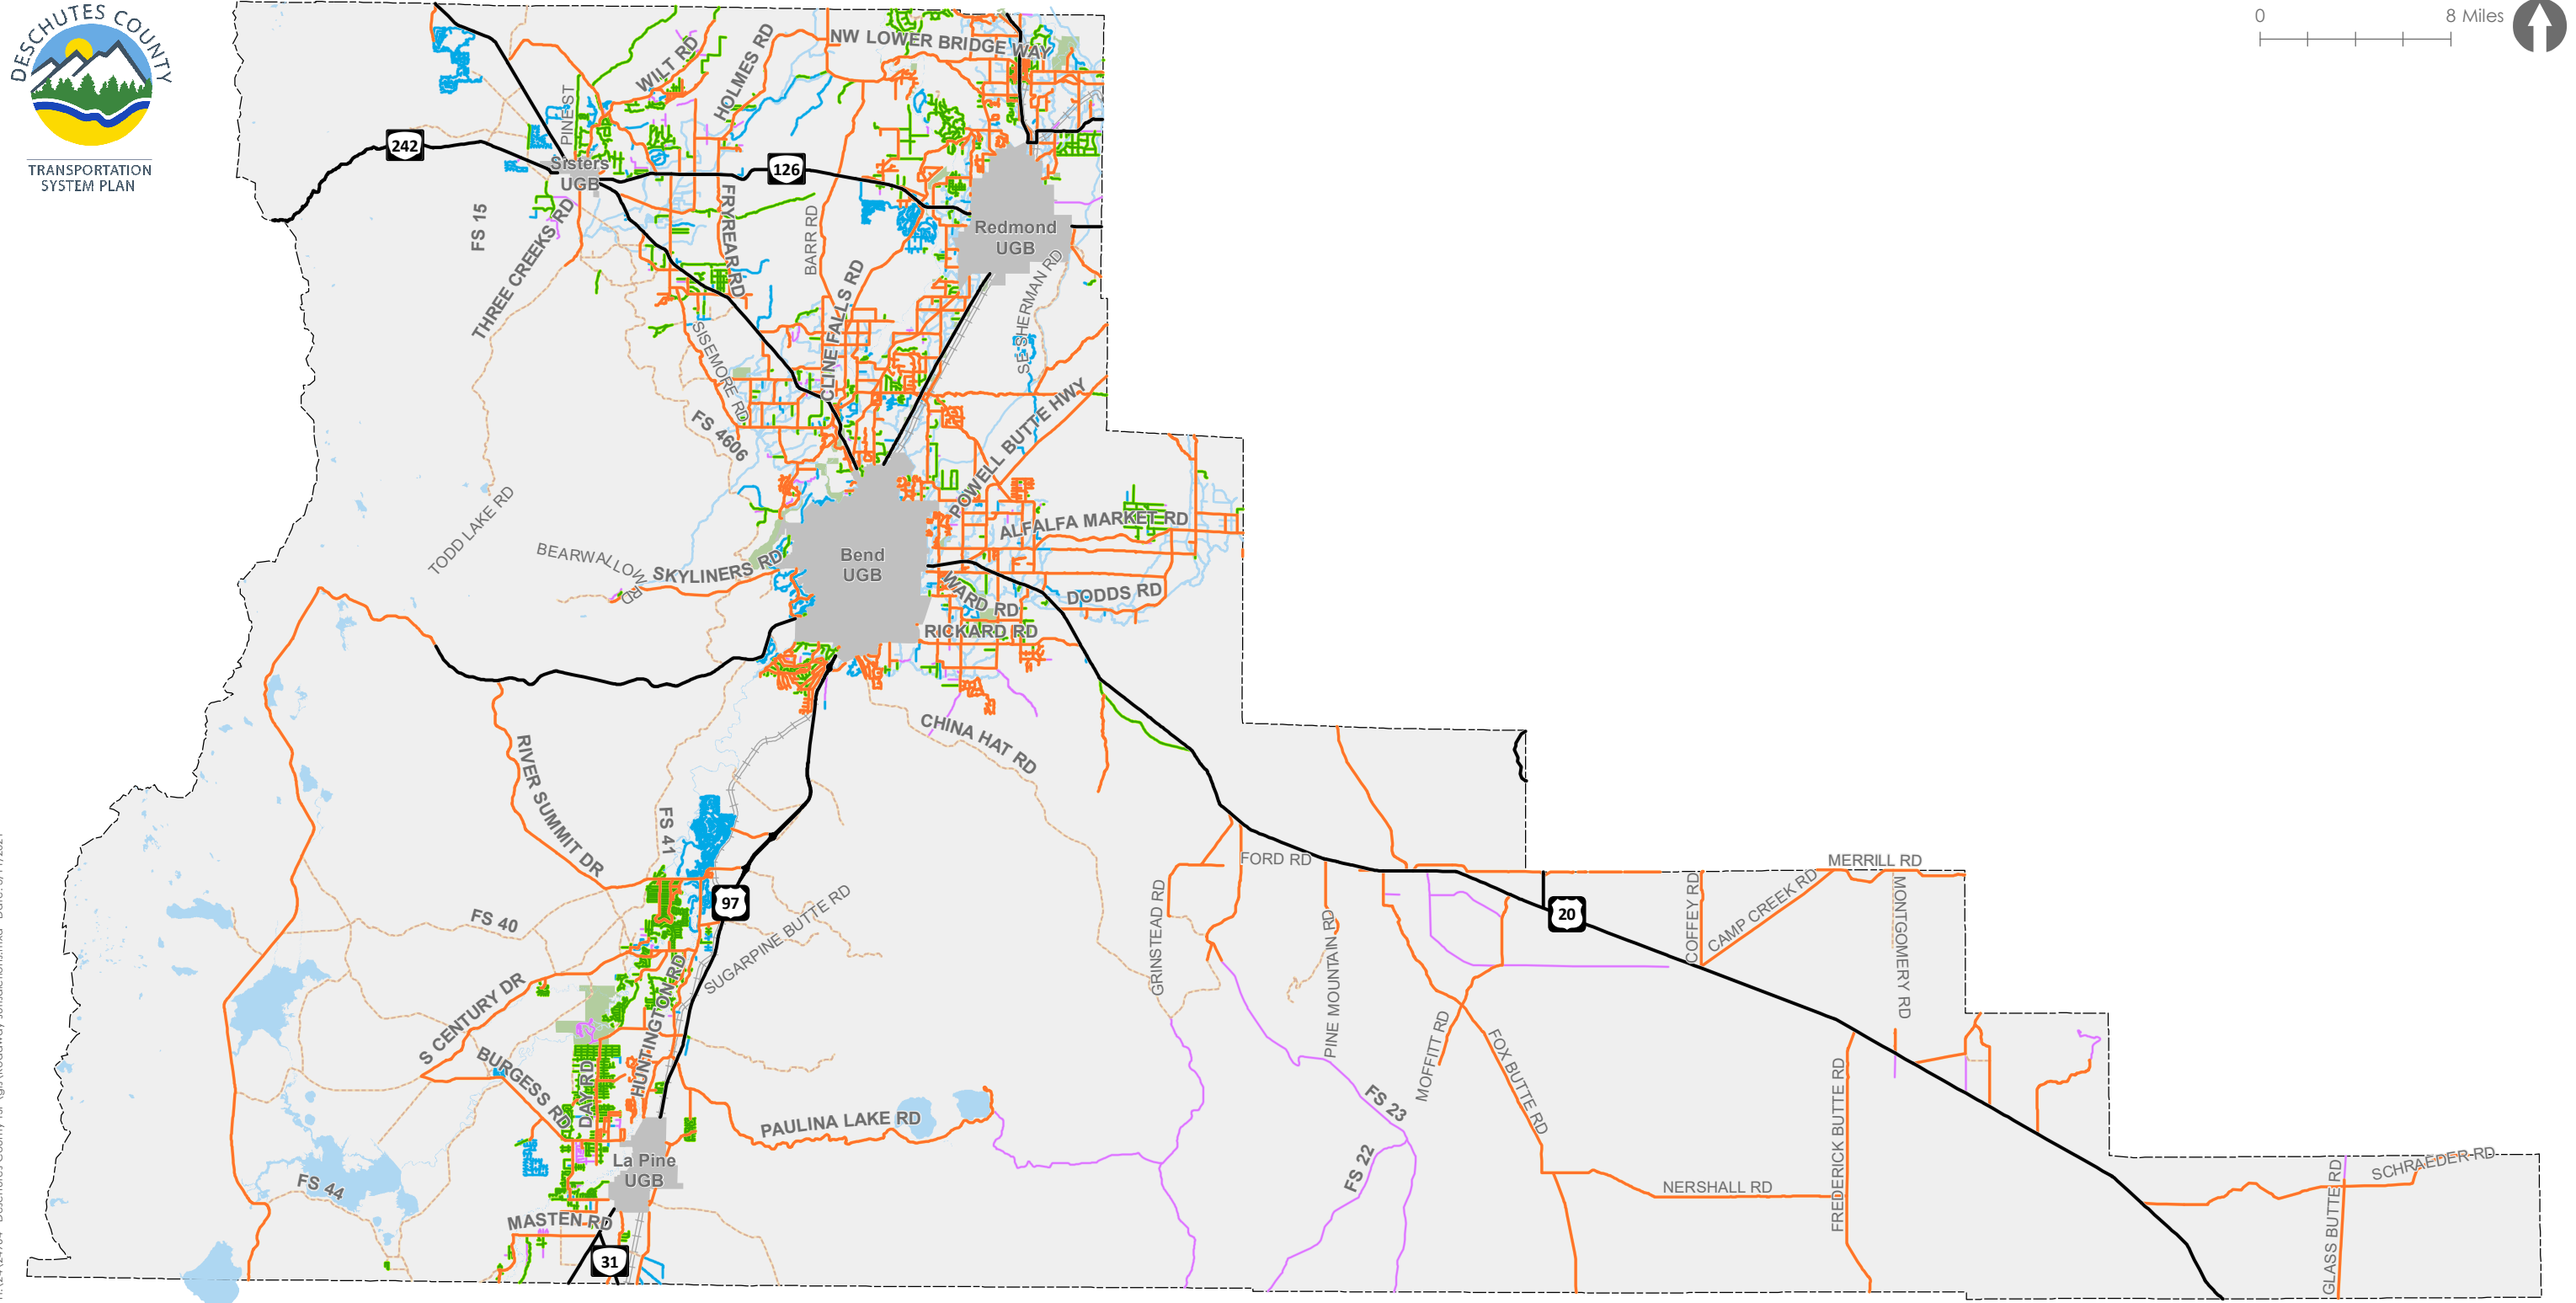 DESCHUTES COUNTY
TRANSPORTATION
SYSTEM PLAN
0
8 Miles
NW LOWER BRIDGE WAY
WILT RD
HOLMES RD
PINE ST
242
126
Sisters
UGB
FS 15
THREE CREEKS RD
FRYREAR RD
BARR RD
Redmond
UGB
SE SHERMAN RD
CLINE FALLS RD
SISEMORE RD
FS 4606
POWELL BUTTE HWY
TODD LAKE RD
BEARWALLOW RD
SKYLINERS RD
Bend
UGB
ALFALFA MARKET RD
WARD RD
DODDS RD
RICKARD RD
CHINA HAT RD
RIVER SUMMIT DR
FS 41
97
FS 40
SUGARPINE BUTTE RD
FORD RD
MERRILL RD
GRINSTEAD RD
PINE MOUNTAIN RD
20
COFFEY RD
CAMP CREEK RD
MONTGOMERY RD
S CENTURY DR
HUNTINGTON RD
BURGESS RD
DAY RD
PAULINA LAKE RD
MOFFITT RD
FOX BUTTE RD
FS 23
FS 22
FREDERICK BUTTE RD
La Pine
UGB
FS 44
NERSHALL RD
SCHRAEDER RD
GLASS BUTTE RD
MASTEN RD
31